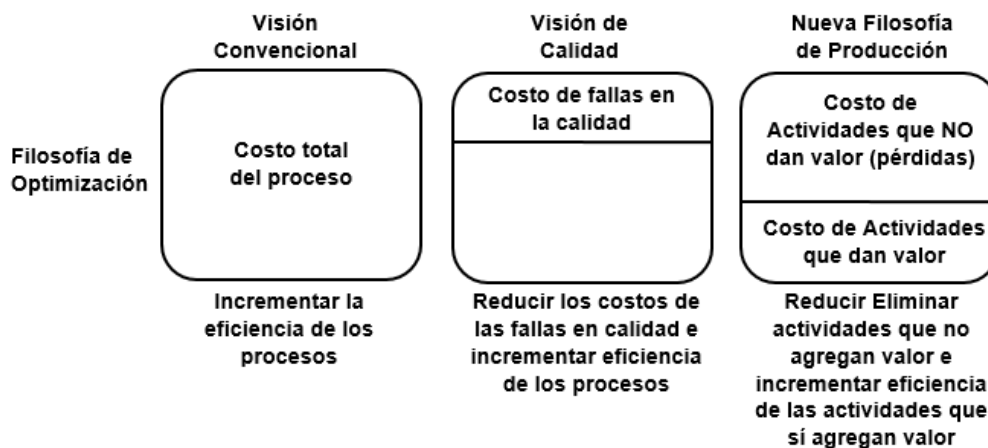 Visión
Convencional
Visión de
Calidad
Nueva Filosofía
de Producción
Filosofía de
Optimización
Costo total
del proceso
Costo de fallas en
la calidad
Costo de
Actividades que NO
dan valor (pérdidas)
Costo de Actividades
que dan valor
Incrementar la
eficiencia de los
procesos
Reducir los costos de
las fallas en calidad e
incrementar eficiencia
de los procesos
Reducir Eliminar
actividades que no
agregan valor e
incrementar eficiencia
de las actividades que
sí agregan valor